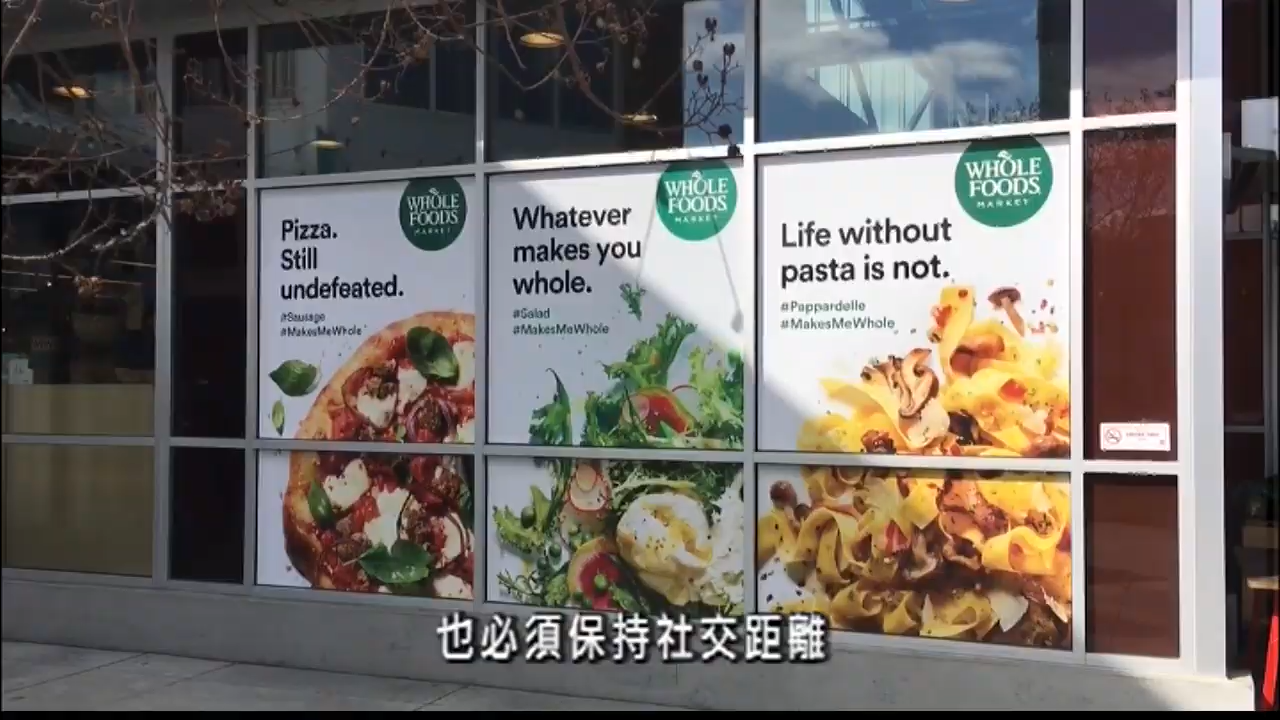 Pizza.
Still
undefeated.
#Sausage
#MakesMeWhole
WHOLE
FOODS
MARKET
Whatever
makes you
whole.
#Salad
#MakesMeWhole
WHOLE
FOODS
MARKET
Life without
pasta is not.
#Pappardelle
#MakesMeWhole
WHOLE
FOODS
MARKET
也必須保持社交距離